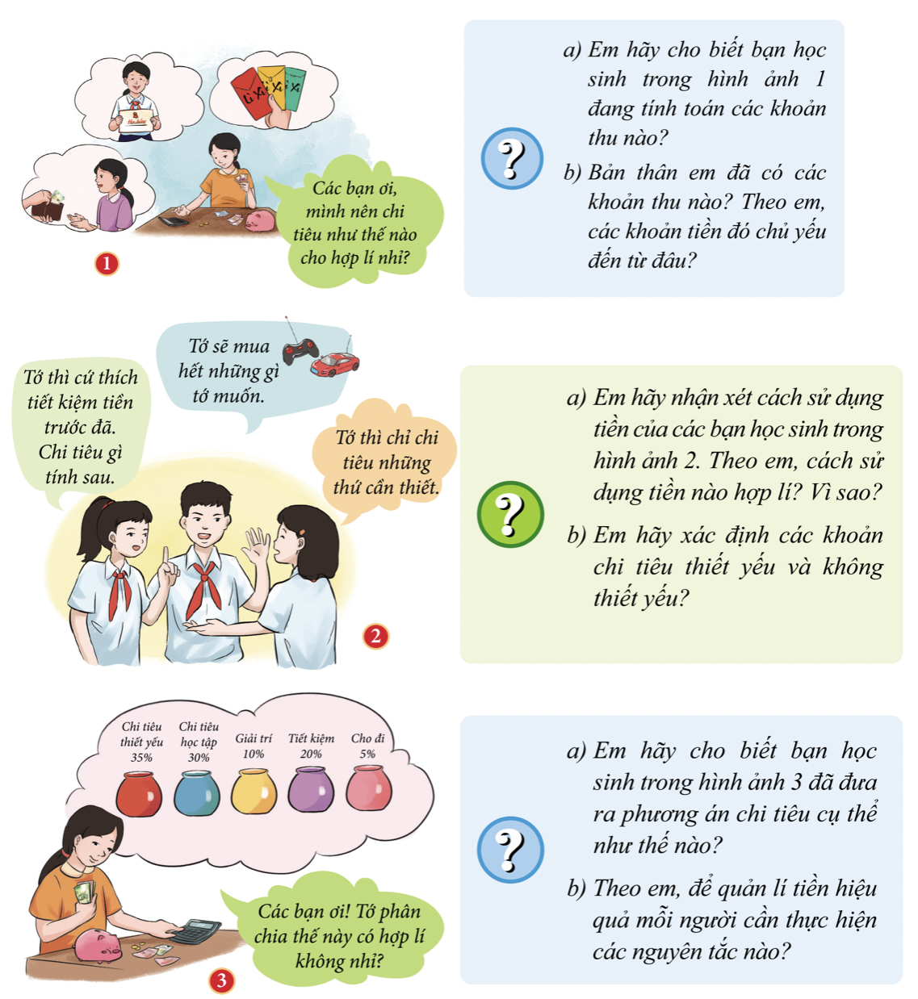 Học bổng
Lì Xì
Lì Xì
Lì Xì
Các bạn ơi,
mình nên chi
tiêu như thế nào
cho hợp lí nhỉ?
1
?
a) Em hãy cho biết bạn học
sinh trong hình ảnh 1
đang tính toán các khoản
thu nào?
b) Bản thân em đã có các
khoản thu nào? Theo em,
các khoản tiền đó chủ yếu
đến từ đâu?
Tớ thì cứ thích
tiết kiệm tiền
trước đã.
Chi tiêu gì
tính sau.
Tớ sẽ mua
hết những gì
tớ muốn.
Tớ thì chỉ chi
tiêu những
thứ cần thiết.
2
?
a) Em hãy nhận xét cách sử dụng
tiền của các bạn học sinh trong
hình ảnh 2. Theo em, cách sử
dụng tiền nào hợp lí? Vì sao?
b) Em hãy xác định các khoản
chi tiêu thiết yếu và không
thiết yếu?
Chi tiêu
thiết yếu
35%
Chi tiêu
học tập
30%
Giải trí
10%
Tiết kiệm
20%
Cho đi
5%
Các bạn ơi! Tớ phân
chia thế này có hợp lí
không nhỉ?
3
?
a) Em hãy cho biết bạn học
sinh trong hình ảnh 3 đã đưa
ra phương án chi tiêu cụ thể
như thế nào?
b) Theo em, để quản lí tiền hiệu
quả mỗi người cần thực hiện
các nguyên tắc nào?